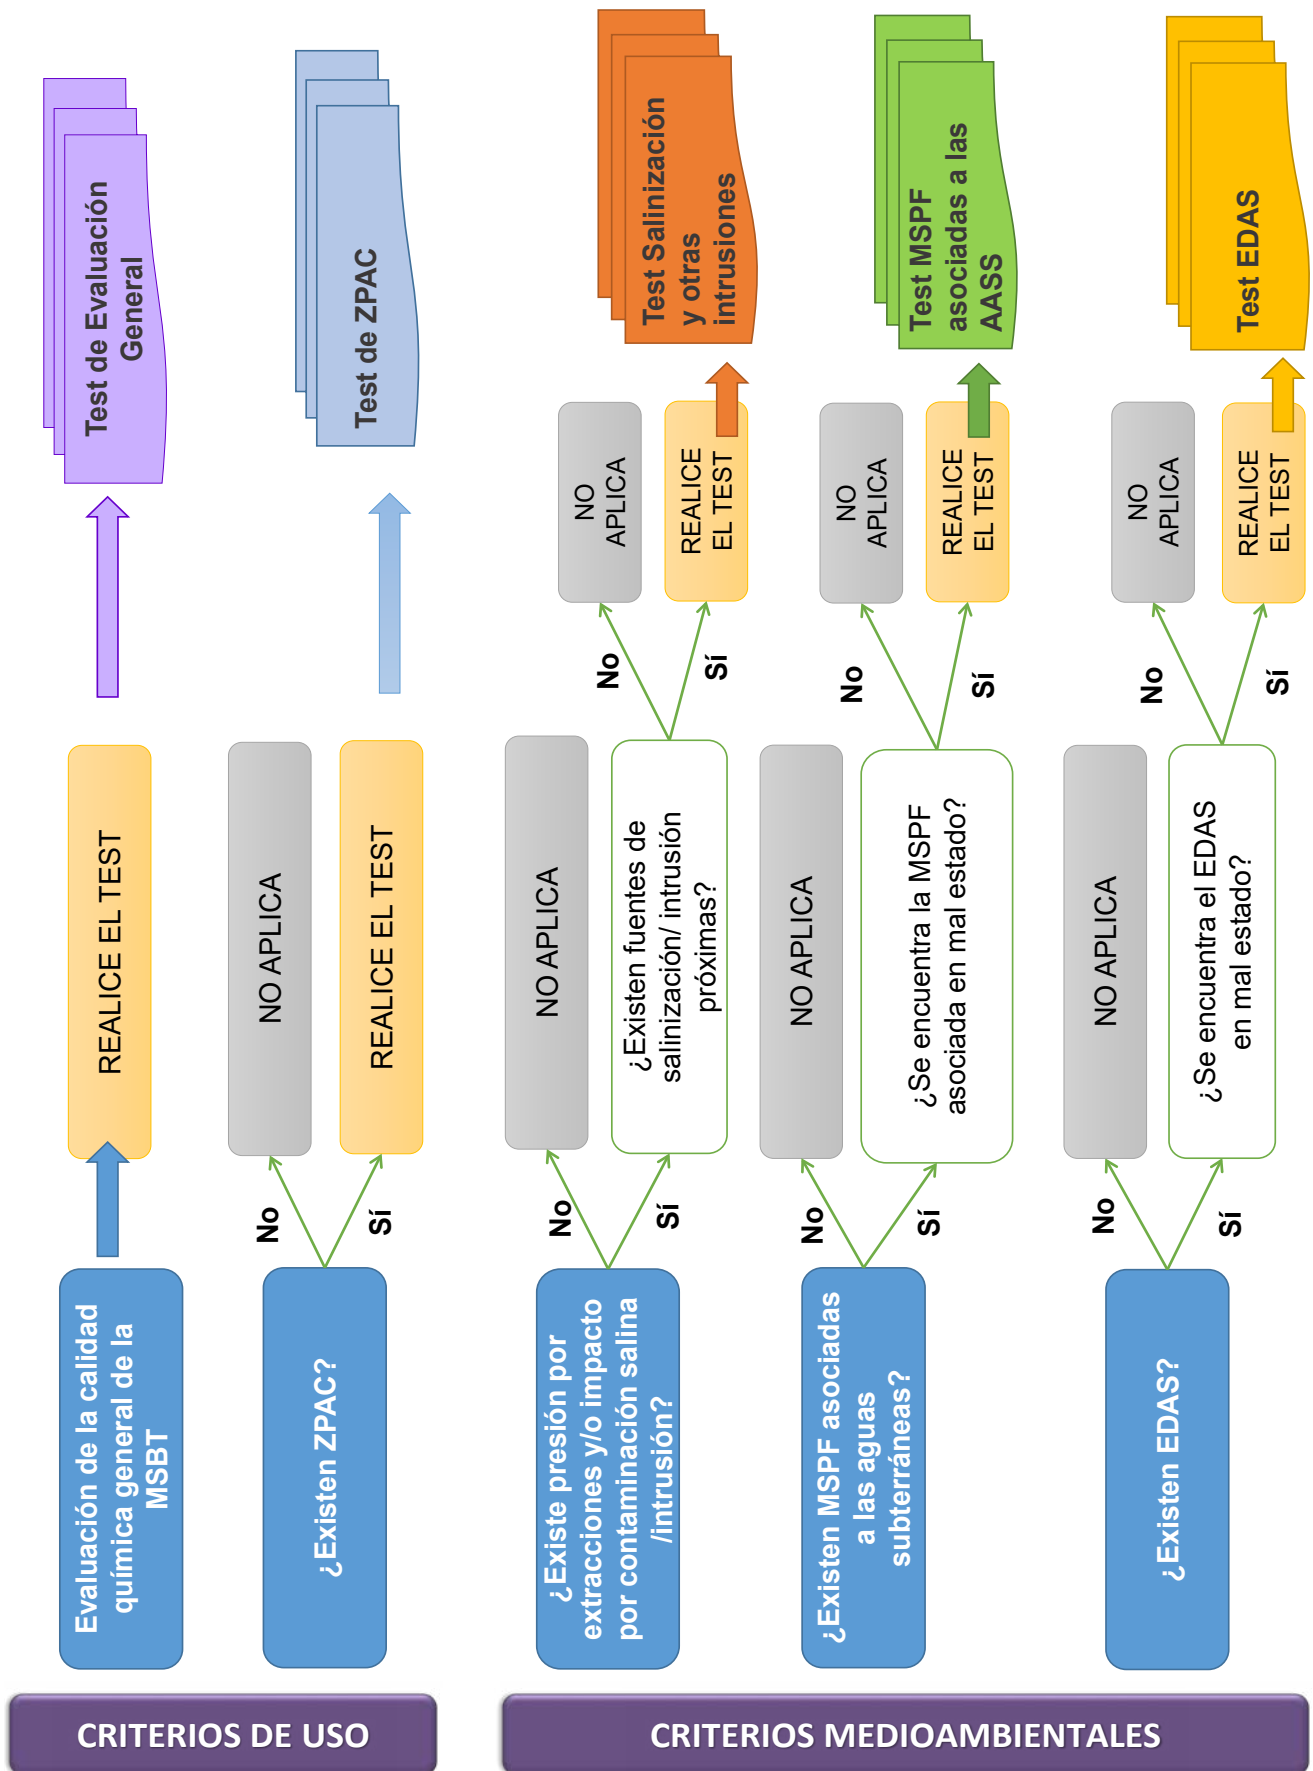 CRITERIOS DE USO
Evaluación de la calidad
química general de la
MSBT
REALICE EL TEST
Test de Evaluación
General
¿Existen ZPAC?
No
NO APLICA
Sí
REALICE EL TEST
Test de ZPAC
CRITERIOS MEDIOAMBIENTALES
¿Existe presión por
extracciones y/o impacto
por contaminación salina
/intrusión?
No
NO APLICA
Sí
¿Existen fuentes de
salinización/ intrusión
próximas?
No
NO
APLICA
Sí
REALICE
EL TEST
Test Salinización
y otras
intrusiones
¿Existen MSPF asociadas
a las aguas
subterráneas?
No
NO APLICA
Sí
¿Se encuentra la MSPF
asociada en mal estado?
No
NO
APLICA
Sí
REALICE
EL TEST
Test MSPF
asociadas a las
AASS
¿Existen EDAS?
No
NO APLICA
Sí
¿Se encuentra el EDAS
en mal estado?
No
NO
APLICA
Sí
REALICE
EL TEST
Test EDAS